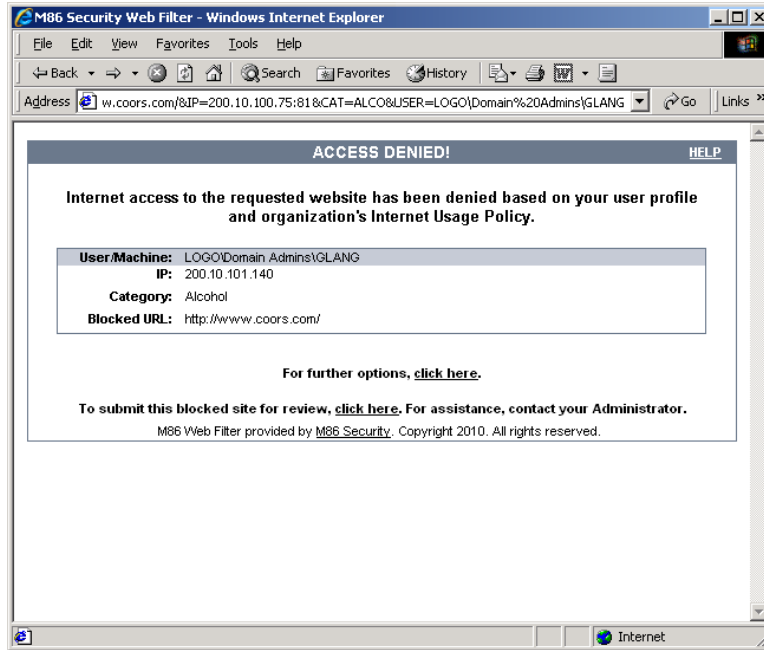 M86 Security Web Filter - Windows Internet Explorer
File Edit View Favorites Tools Help
Back Search Favorites History
Address w.coors.com/&IP=200.10.100.75:81&CAT=ALCO&USER=LOGO\Domain%20Admins\GLANG Go Links »
ACCESS DENIED! HELP
Internet access to the requested website has been denied based on your user profile
and organization's Internet Usage Policy.
User/Machine: LOGO\Domain Admins\GLANG
IP: 200.10.101.140
Category: Alcohol
Blocked URL: http://www.coors.com/
For further options, click here.
To submit this blocked site for review, click here. For assistance, contact your Administrator.
M86 Web Filter provided by M86 Security. Copyright 2010. All rights reserved.
Internet